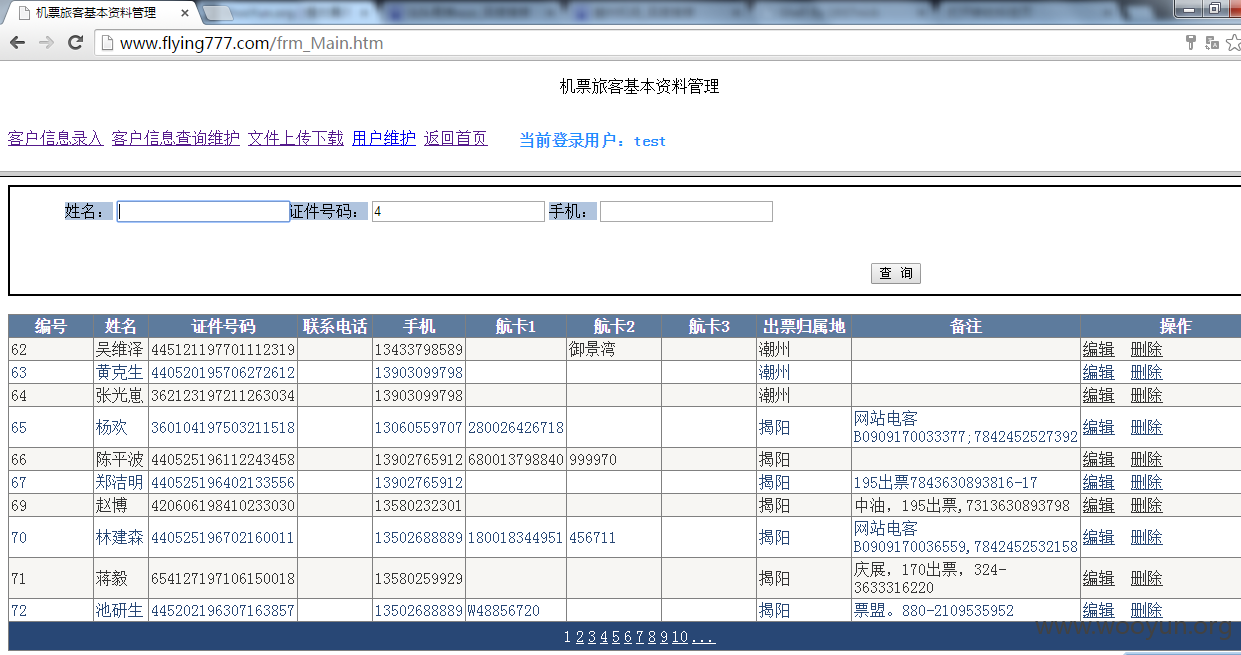 机票旅客基本资料管理
www.flying777.com/frm_Main.htm
机票旅客基本资料管理
客户信息录入 客户信息查询维护 文件上传下载 用户维护 返回首页 当前登录用户：test
姓名： 证件号码： 4 手机：
查 询
编号 姓名 证件号码 联系电话 手机 航卡1 航卡2 航卡3 出票归属地 备注 操作
62 吴维泽 445121197701112319 13433798589 御景湾 潮州 编辑 删除
63 黄克生 440520195706272612 13903099798 潮州 编辑 删除
64 张光崽 362123197211263034 13903099798 潮州 编辑 删除
65 杨欢 360104197503211518 13060559707 280026426718 揭阳 网站电客 编辑 删除
B0909170033377;7842452527392
66 陈平波 440525196112243458 13902765912 680013798840 999970 揭阳 编辑 删除
67 郑洁明 440525196402133556 13902765912 揭阳 195出票7843630893816-17 编辑 删除
69 赵博 420606198410233030 13580232301 揭阳 中油，195出票,7313630893798 编辑 删除
70 林建森 440525196702160011 13502688889 180018344951 456711 揭阳 网站电客 编辑 删除
B0909170036559,7842452532158
71 蒋毅 654127197106150018 13580259929 揭阳 庆展，170出票，324- 编辑 删除
3633316220
72 池研生 445202196307163857 13502688889 W48856720 揭阳 票盟。880-2109535952 编辑 删除
1 2 3 4 5 6 7 8 9 10 ...
www.wooyun.org